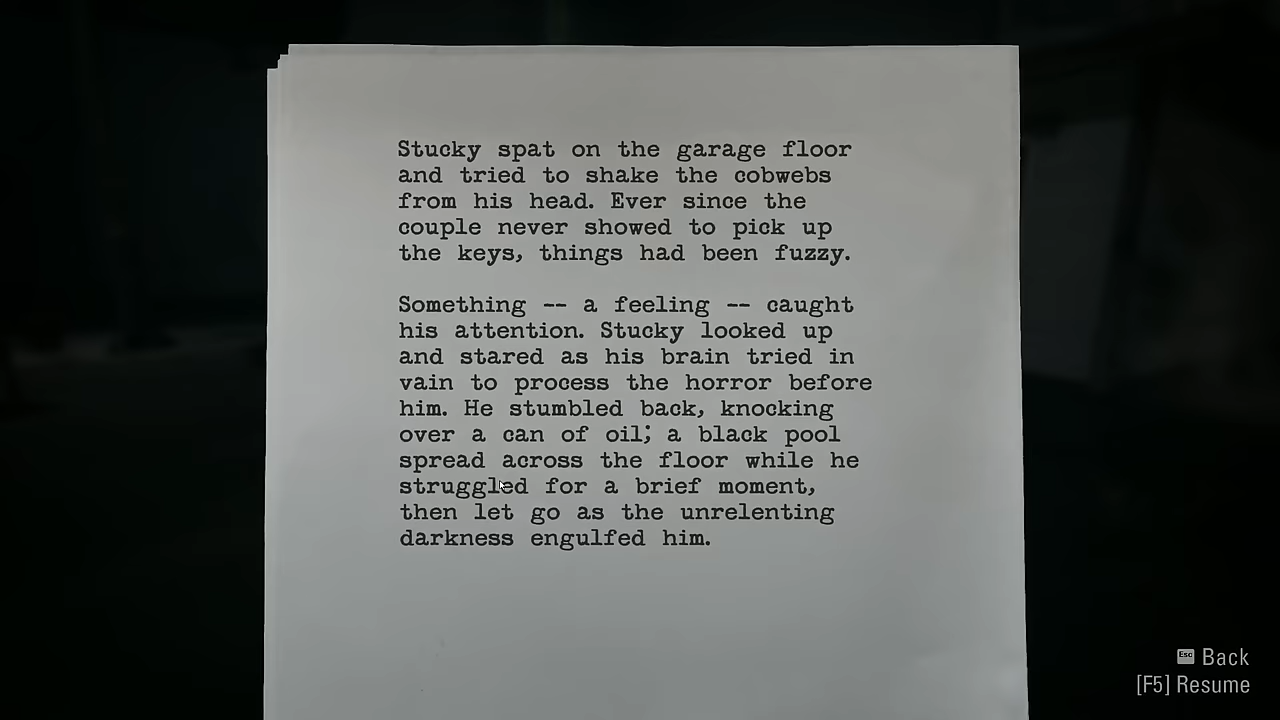 Stucky spat on the garage floor
and tried to shake the cobwebs
from his head. Ever since the
couple never showed to pick up
the keys, things had been fuzzy.
Something -- a feeling -- caught
his attention. Stucky looked up
and stared as his brain tried in
vain to process the horror before
him. He stumbled back, knocking
over a can of oil; a black pool
spread across the floor while he
struggled for a brief moment,
then let go as the unrelenting
darkness engulfed him.
Esc Back
[F5] Resume